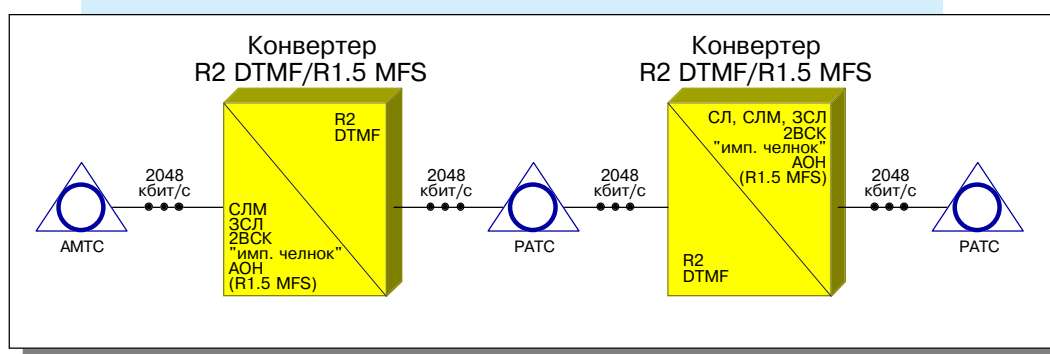 Конвертер
R2 DTMF/R1.5 MFS
Конвертер
R2 DTMF/R1.5 MFS
2048
кбит/с
АМТС
R2
DTMF
СЛМ
ЗСЛ
2ВСК
"имп. челнок"
АОН
(R1.5 MFS)
2048
кбит/с
РАТС
2048
кбит/с
СЛ, СЛМ, ЗСЛ
2ВСК
"имп. челнок"
АОН
(R1.5 MFS)
R2
DTMF
2048
кбит/с
РАТС